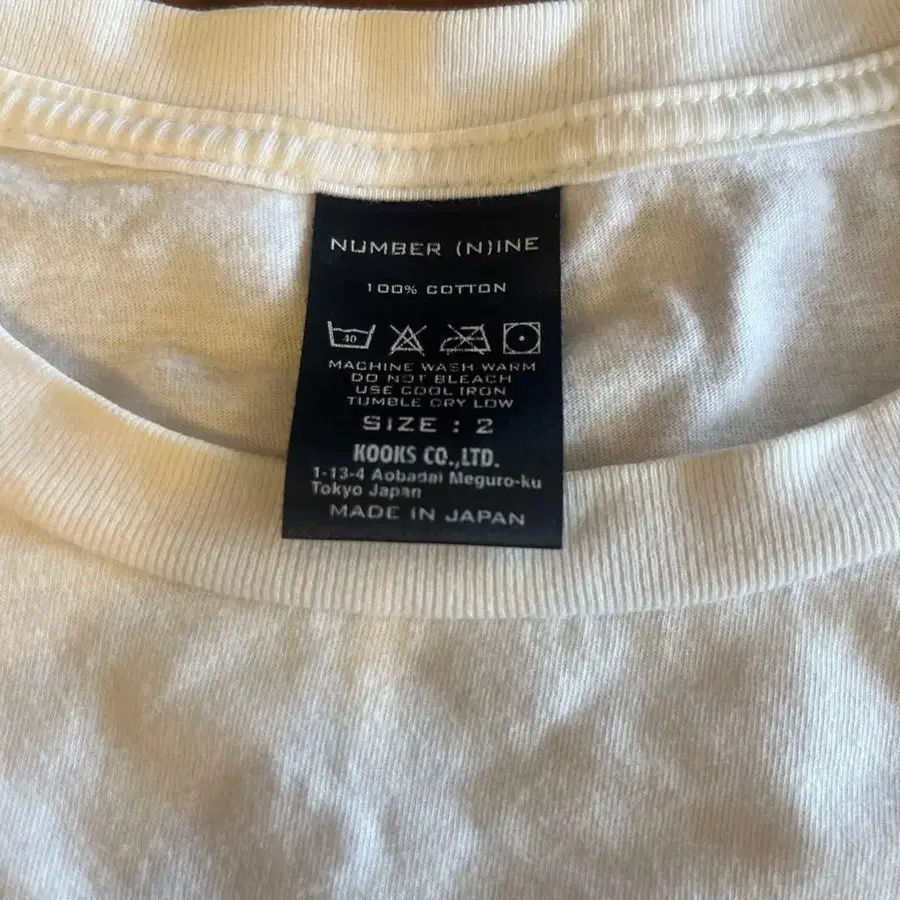 NUMBER (N)INE
100% COTTON
40
MACHINE WASH WARM
DO NOT BLEACH
USE COOL IRON
TUMBLE DRY LOW
SIZE : 2
KOOKS CO.,LTD.
1-13-4 Aobadai Meguro-ku
Tokyo Japan
MADE IN JAPAN